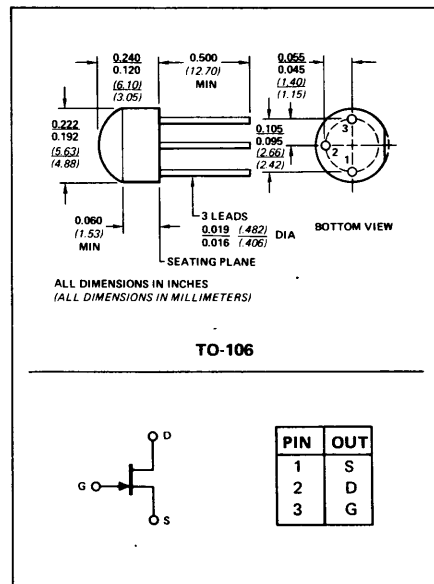 0.240
0.120
(6.10)
(3.05)
0.500
(12.70)
MIN
0.055
0.045
(1.40)
(1.15)
0.222
0.192
(5.63)
(4.88)
0.105
0.095
(2.66)
(2.42)
3
2
1
0.060
(1.53)
MIN
3 LEADS
0.019 (.482) DIA
0.016 (.406)
BOTTOM VIEW
SEATING PLANE
ALL DIMENSIONS IN INCHES
(ALL DIMENSIONS IN MILLIMETERS)
TO-106
D
G
S
PIN OUT
1 S
2 D
3 G